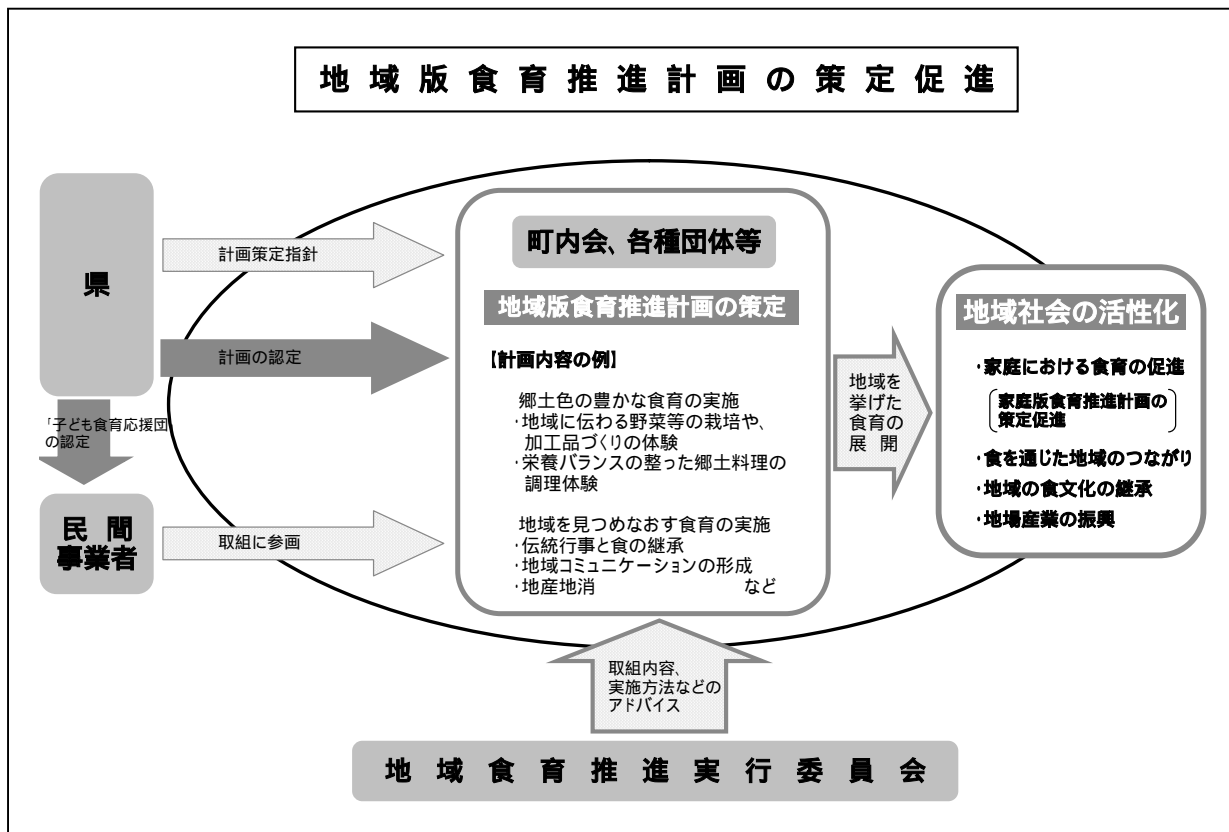 地域版食育推進計画の策定促進
県
計画策定指針
計画の認定
「子ども食育応援団
の認定
民間
事業者
取組に参画
町内会、各種団体等
地域版食育推進計画の策定
【計画内容の例】
郷土色の豊かな食育の実施
・地域に伝わる野菜等の栽培や、
加工品づくりの体験
・栄養バランスの整った郷土料理の
調理体験
地域を見つめなおす食育の実施
・伝統行事と食の継承
・地域コミュニケーションの形成
・地産地消　など
地域を
挙げた
食育の
展開
地域社会の活性化
・家庭における食育の促進
家庭版食育推進計画の
策定促進
・食を通じた地域のつながり
・地域の食文化の継承
・地場産業の振興
取組内容、
実施方法などの
アドバイス
地域食育推進実行委員会